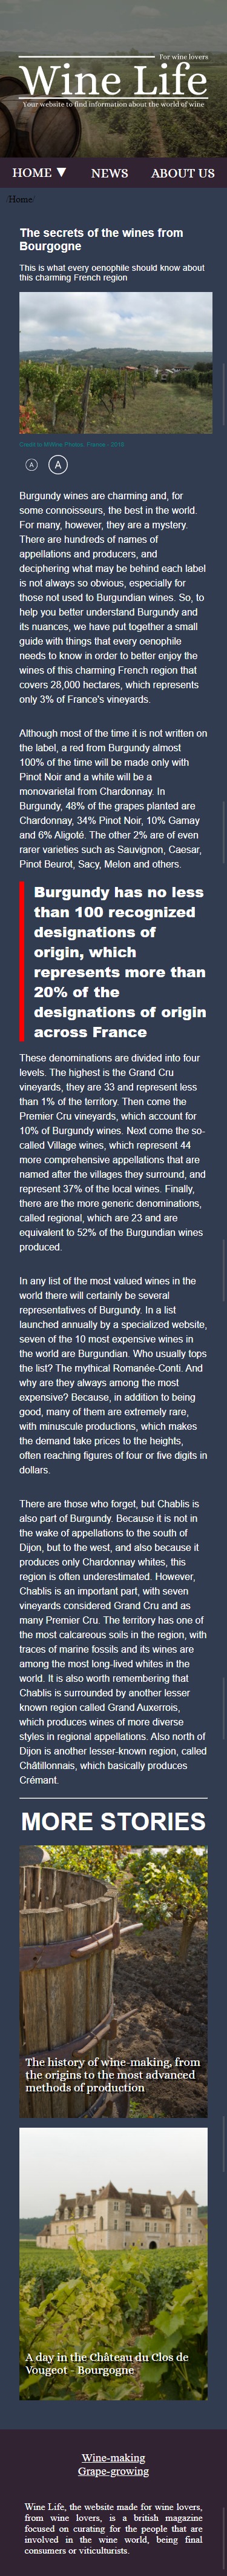 For wine lovers
Wine Life
Your website to find information about the world of wine
HOME ▼ NEWS ABOUT US
/Home/
The secrets of the wines from
Bourgogne
This is what every oenophile should know about
this charming French region
Credit to MWine Photos, France - 2018
A A
Burgundy wines are charming and, for
some connoisseurs, the best in the world.
For many, however, they are a mystery.
There are hundreds of names of
appellations and producers, and
deciphering what may be behind each label
is not always so obvious, especially for
those not used to Burgundian wines. So, to
help you better understand Burgundy and
its nuances, we have put together a small
guide with things that every oenophile
needs to know in order to better enjoy the
wines of this charming French region that
covers 28,000 hectares, which represents
only 3% of France's vineyards.
Although most of the time it is not written on
the label, a red from Burgundy almost
100% of the time will be made only with
Pinot Noir and a white will be a
monovarietal from Chardonnay. In
Burgundy, 48% of the grapes planted are
Chardonnay, 34% Pinot Noir, 10% Gamay
and 6% Aligoté. The other 2% are of even
rarer varieties such as Sauvignon, Caesar,
Pinot Beurot, Sacy, Melon and others.
Burgundy has no less
than 100 recognized
designations of
origin, which
represents more than
20% of the
designations of origin
across France
These denominations are divided into four
levels. The highest is the Grand Cru
vineyards, they are 33 and represent less
than 1% of the territory. Then come the
Premier Cru vineyards, which account for
10% of Burgundy wines. Next come the so-
called Village wines, which represent 44
more comprehensive appellations that are
named after the villages they surround, and
represent 37% of the local wines. Finally,
there are the more generic denominations,
called regional, which are 23 and are
equivalent to 52% of the Burgundian wines
produced.
In any list of the most valued wines in the
world there will certainly be several
representatives of Burgundy. In a list
launched annually by a specialized website,
seven of the 10 most expensive wines in
the world are Burgundian. Who usually tops
the list? The mythical Romanée-Conti. And
why are they always among the most
expensive? Because, in addition to being
good, many of them are extremely rare,
with minuscule productions, which makes
the demand take prices to the heights,
often reaching figures of four or five digits in
dollars.
There are those who forget, but Chablis is
also part of Burgundy. Because it is not in
the wake of appellations to the south of
Dijon, but to the west, and also because it
produces only Chardonnay whites, this
region is often underestimated. However,
Chablis is an important part, with seven
vineyards considered Grand Cru and as
many Premier Cru. The territory has one of
the most calcareous soils in the region, with
traces of marine fossils and its wines are
among the most long-lived whites in the
world. It is also worth remembering that
Chablis is surrounded by another lesser
known region called Grand Auxerrois,
which produces wines of more diverse
styles in regional appellations. Also north of
Dijon is another lesser-known region, called
Châtillonnais, which basically produces
Crémant.
MORE STORIES
The history of wine-making, from
the origins to the most advanced
methods of production
A day in the Château du Clos de
Vougeot - Bourgogne
Wine-making
Grape-growing
Wine Life, the website made for wine lovers,
from wine lovers, is a british magazine
focused on curating for the people that are
involved in the wine world, being final
consumers or viticulturists.